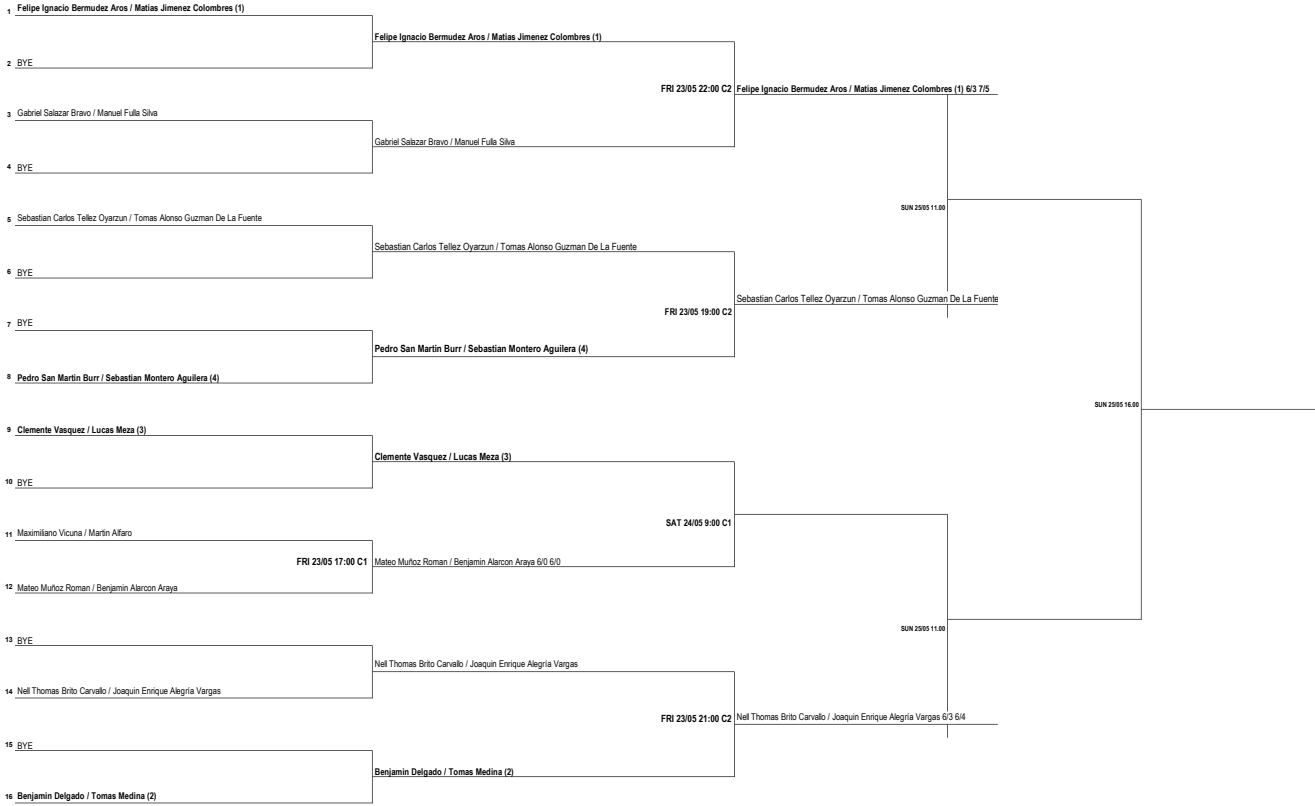 1 Felipe Ignacio Bermudez Aros / Matias Jimenez Colombres (1)
Felipe Ignacio Bermudez Aros / Matias Jimenez Colombres (1)
2 BYE
FRI 23/05 22:00 C2 Felipe Ignacio Bermudez Aros / Matias Jimenez Colombres (1) 6/3 7/5
3 Gabriel Salazar Bravo / Manuel Fulla Silva
Gabriel Salazar Bravo / Manuel Fulla Silva
4 BYE
SUN 25/05 11.00
5 Sebastian Carlos Tellez Oyarzun / Tomas Alonso Guzman De La Fuente
Sebastian Carlos Tellez Oyarzun / Tomas Alonso Guzman De La Fuente
6 BYE
Sebastian Carlos Tellez Oyarzun / Tomas Alonso Guzman De La Fuente
FRI 23/05 19:00 C2
7 BYE
Pedro San Martin Burr / Sebastian Montero Aguilera (4)
8 Pedro San Martin Burr / Sebastian Montero Aguilera (4)
SUN 25/05 16.00
9 Clemente Vasquez / Lucas Meza (3)
Clemente Vasquez / Lucas Meza (3)
10 BYE
SAT 24/05 9:00 C1
11 Maximiliano Vicuna / Martin Alfaro
FRI 23/05 17:00 C1 Mateo Muñoz Roman / Benjamin Alarcon Araya 6/0 6/0
12 Mateo Muñoz Roman / Benjamin Alarcon Araya
SUN 25/05 11.00
13 BYE
Nell Thomas Brito Carvallo / Joaquin Enrique Alegría Vargas
14 Nell Thomas Brito Carvallo / Joaquin Enrique Alegría Vargas
FRI 23/05 21:00 C2 Nell Thomas Brito Carvallo / Joaquin Enrique Alegría Vargas 6/3 6/4
15 BYE
Benjamin Delgado / Tomas Medina (2)
16 Benjamin Delgado / Tomas Medina (2)